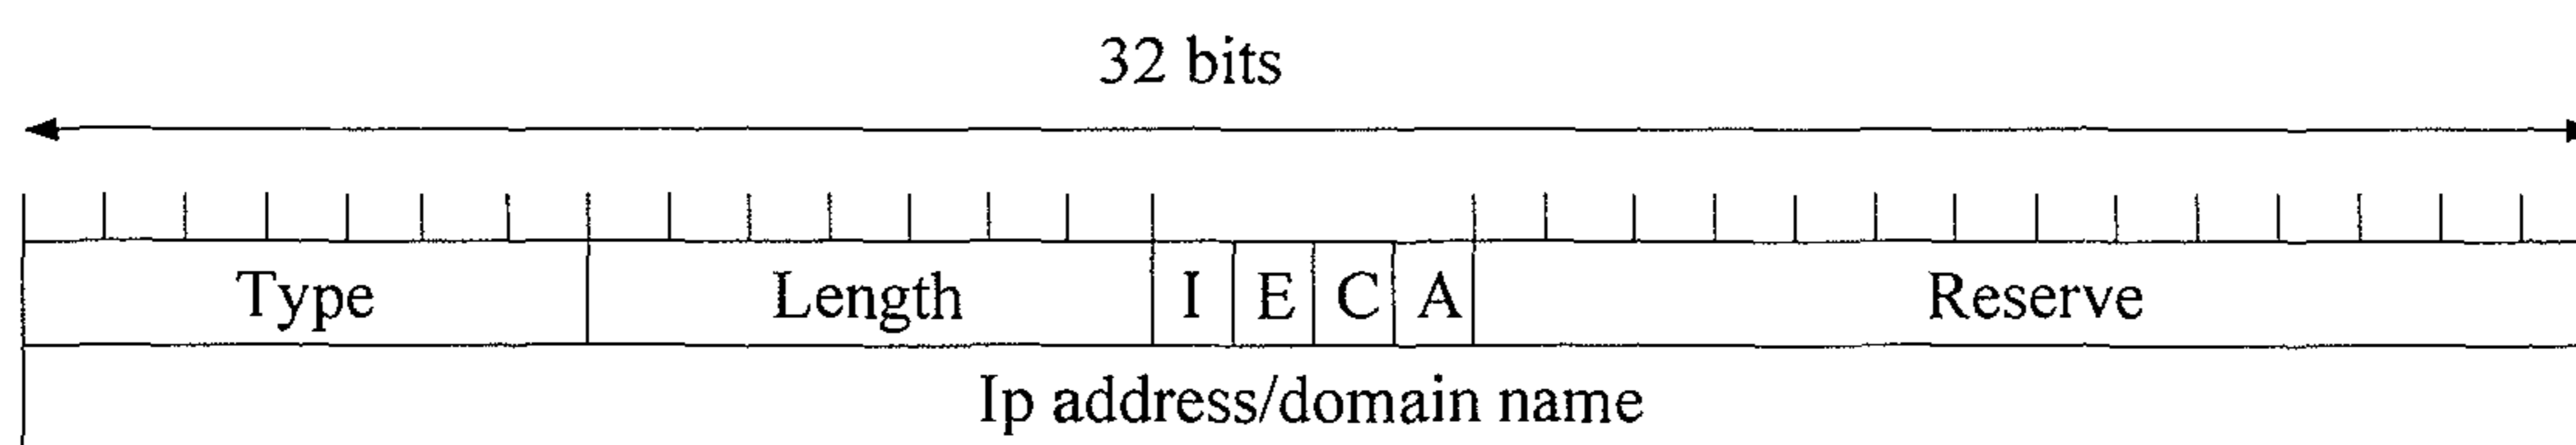 32 bits
Type Length I E C A Reserve
Ip address/domain name